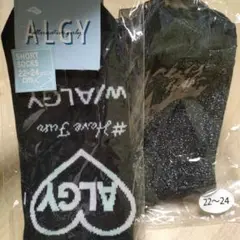 ALGY
SHORT
SOCKS
22-24
W/ALGY
#Have Fun
ALGY
22～24